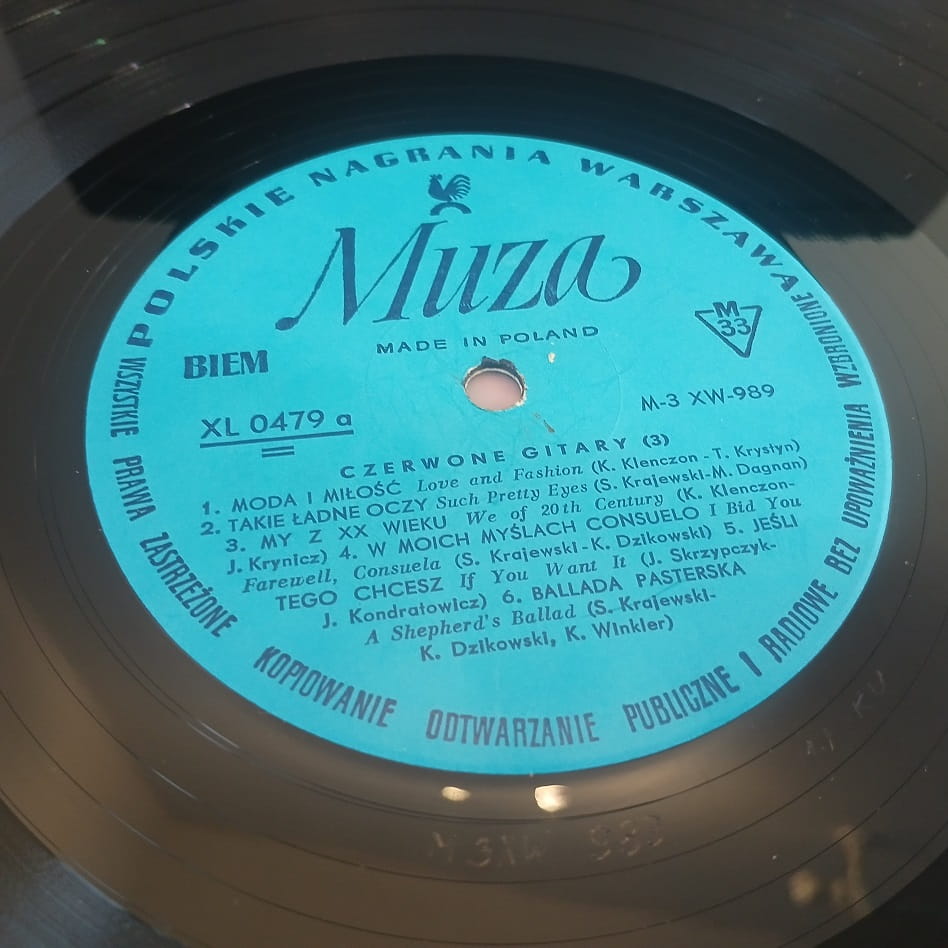 POLSKIE NAGRANIA WARSZAWA
Muza
MADE IN POLAND
BIEM
M
33
XL 0479 a
M-3 XW-989
CZERWONE GITARY (3)
1. MODA I MIŁOŚĆ Love and Fashion (K. Klenczon - T. Krystyn)
2. TAKIE ŁADNE OCZY Such Pretty Eyes (S. Krajewski-M. Dagnan)
3. MY Z XX WIEKU We of 20th Century (K. Klenczon-
J. Krynicz) 4. W MOICH MYŚLACH CONSUELO I Bid You
Farewell, Consuela (S. Krajewski-K. Dzikowski) 5. JEŚLI
TEGO CHCESZ If You Want It (J. Skrzypczyk-
J. Kondratowicz) 6. BALLADA PASTERSKA
A Shepherd's Ballad (S. Krajewski-
K. Dzikowski, K. Winkler)
WSZYSTKIE PRAWA ZASTRZEŻONE KOPIOWANIE ODTWARZANIE PUBLICZNE I RADIOWE BEZ UPOWAŻNIENIA WZBRONIONE
M3XW